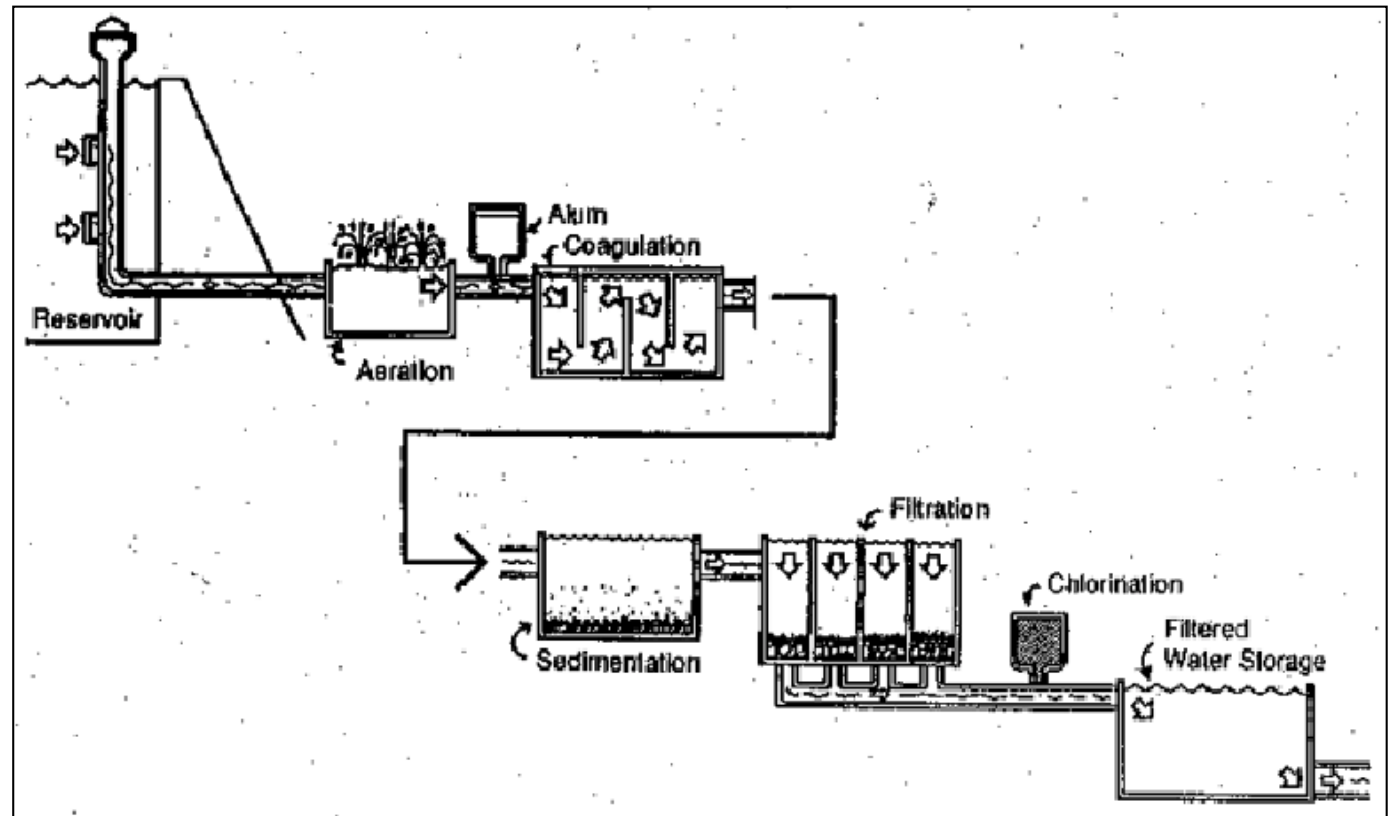 Alum
Coagulation
Reservoir
Aeration
Filtration
Chlorination
Sedimentation
Filtered
Water Storage